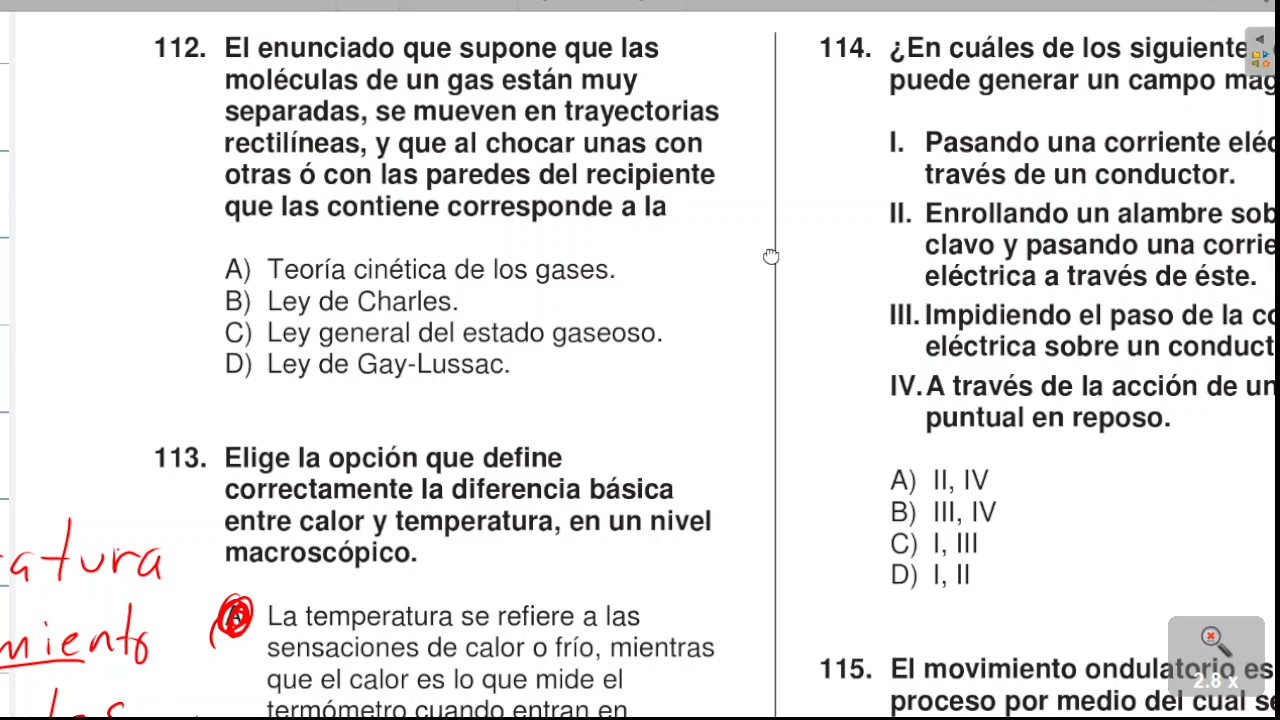 112. El enunciado que supone que las
moléculas de un gas están muy
separadas, se mueven en trayectorias
rectilíneas, y que al chocar unas con
otras ó con las paredes del recipiente
que las contiene corresponde a la
A) Teoría cinética de los gases.
B) Ley de Charles.
C) Ley general del estado gaseoso.
D) Ley de Gay-Lussac.
113. Elige la opción que define
correctamente la diferencia básica
entre calor y temperatura, en un nivel
macroscópico.
A La temperatura se refiere a las
sensaciones de calor o frío, mientras
que el calor es lo que mide el
termómetro cuando entran en
atura
miento
114. ¿En cuáles de los siguiente
puede generar un campo mag
I. Pasando una corriente eléc
través de un conductor.
II. Enrollando un alambre sob
clavo y pasando una corrie
eléctrica a través de éste.
III. Impidiendo el paso de la co
eléctrica sobre un conduct
IV. A través de la acción de un
puntual en reposo.
A) II, IV
B) III, IV
C) I, III
D) I, II
115. El movimiento ondulatorio es
proceso por medio del cual se
2.8 x